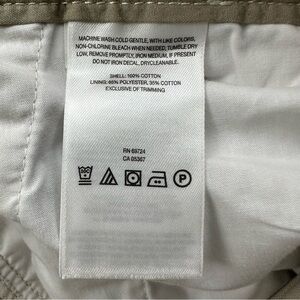 MACHINE WASH COLD GENTLE, WITH LIKE COLORS,
NON-CHLORINE BLEACH WHEN NEEDED, TUMBLE DRY
LOW, REMOVE PROMPTLY, IRON MEDIUM, IF PRESENT
DO NOT IRON DECAL, DRYCLEANABLE.
SHELL: 100% COTTON
LINING: 65% POLYESTER, 35% COTTON
EXCLUSIVE OF TRIMMING
RN 69724
CA 05367
P